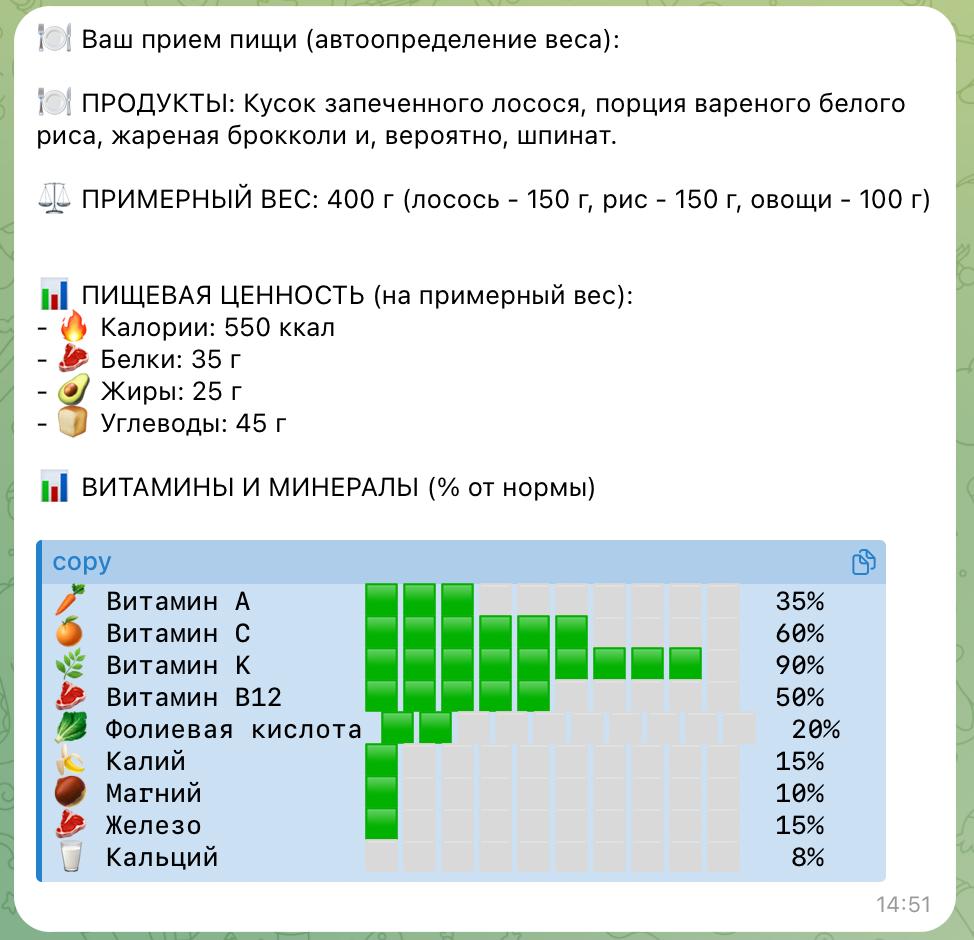 🍽️ Ваш прием пищи (автоопределение веса):
🍽️ ПРОДУКТЫ: Кусок запеченного лосося, порция вареного белого
риса, жареная брокколи и, вероятно, шпинат.
⚖️ ПРИМЕРНЫЙ ВЕС: 400 г (лосось - 150 г, рис - 150 г, овощи - 100 г)
📊 ПИЩЕВАЯ ЦЕННОСТЬ (на примерный вес):
- 🔥 Калории: 550 ккал
- 🥩 Белки: 35 г
- 🥑 Жиры: 25 г
- 🍞 Углеводы: 45 г
📊 ВИТАМИНЫ И МИНЕРАЛЫ (% от нормы)
copy
🥕 Витамин A 🟩🟩🟩⬜⬜⬜⬜⬜⬜⬜ 35%
🍊 Витамин C 🟩🟩🟩🟩🟩🟩⬜⬜⬜⬜ 60%
🌿 Витамин K 🟩🟩🟩🟩🟩🟩🟩🟩🟩⬜ 90%
🥩 Витамин B12 🟩🟩🟩🟩🟩⬜⬜⬜⬜⬜ 50%
🥬 Фолиевая кислота 🟩🟩⬜⬜⬜⬜⬜⬜⬜⬜ 20%
🍌 Калий 🟩⬜⬜⬜⬜⬜⬜⬜⬜⬜ 15%
🌰 Магний 🟩⬜⬜⬜⬜⬜⬜⬜⬜⬜ 10%
🥩 Железо 🟩⬜⬜⬜⬜⬜⬜⬜⬜⬜ 15%
🥛 Кальций ⬜⬜⬜⬜⬜⬜⬜⬜⬜⬜ 8%
14:51